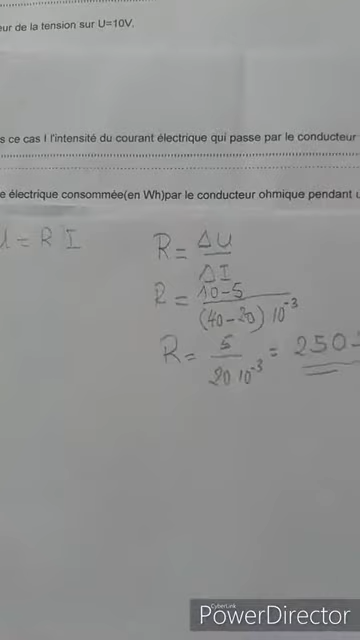 eur de la tension sur U=10V.
s ce cas I l'intensité du courant électrique qui passe par le conducteur
e électrique consommée(en Wh)par le conducteur ohmique pendant u
U = R I
R = ΔU / ΔI
R = 10-5 / (40-20) 10⁻³
R = 5 / 20 10⁻³ = 250
CyberLink
PowerDirector